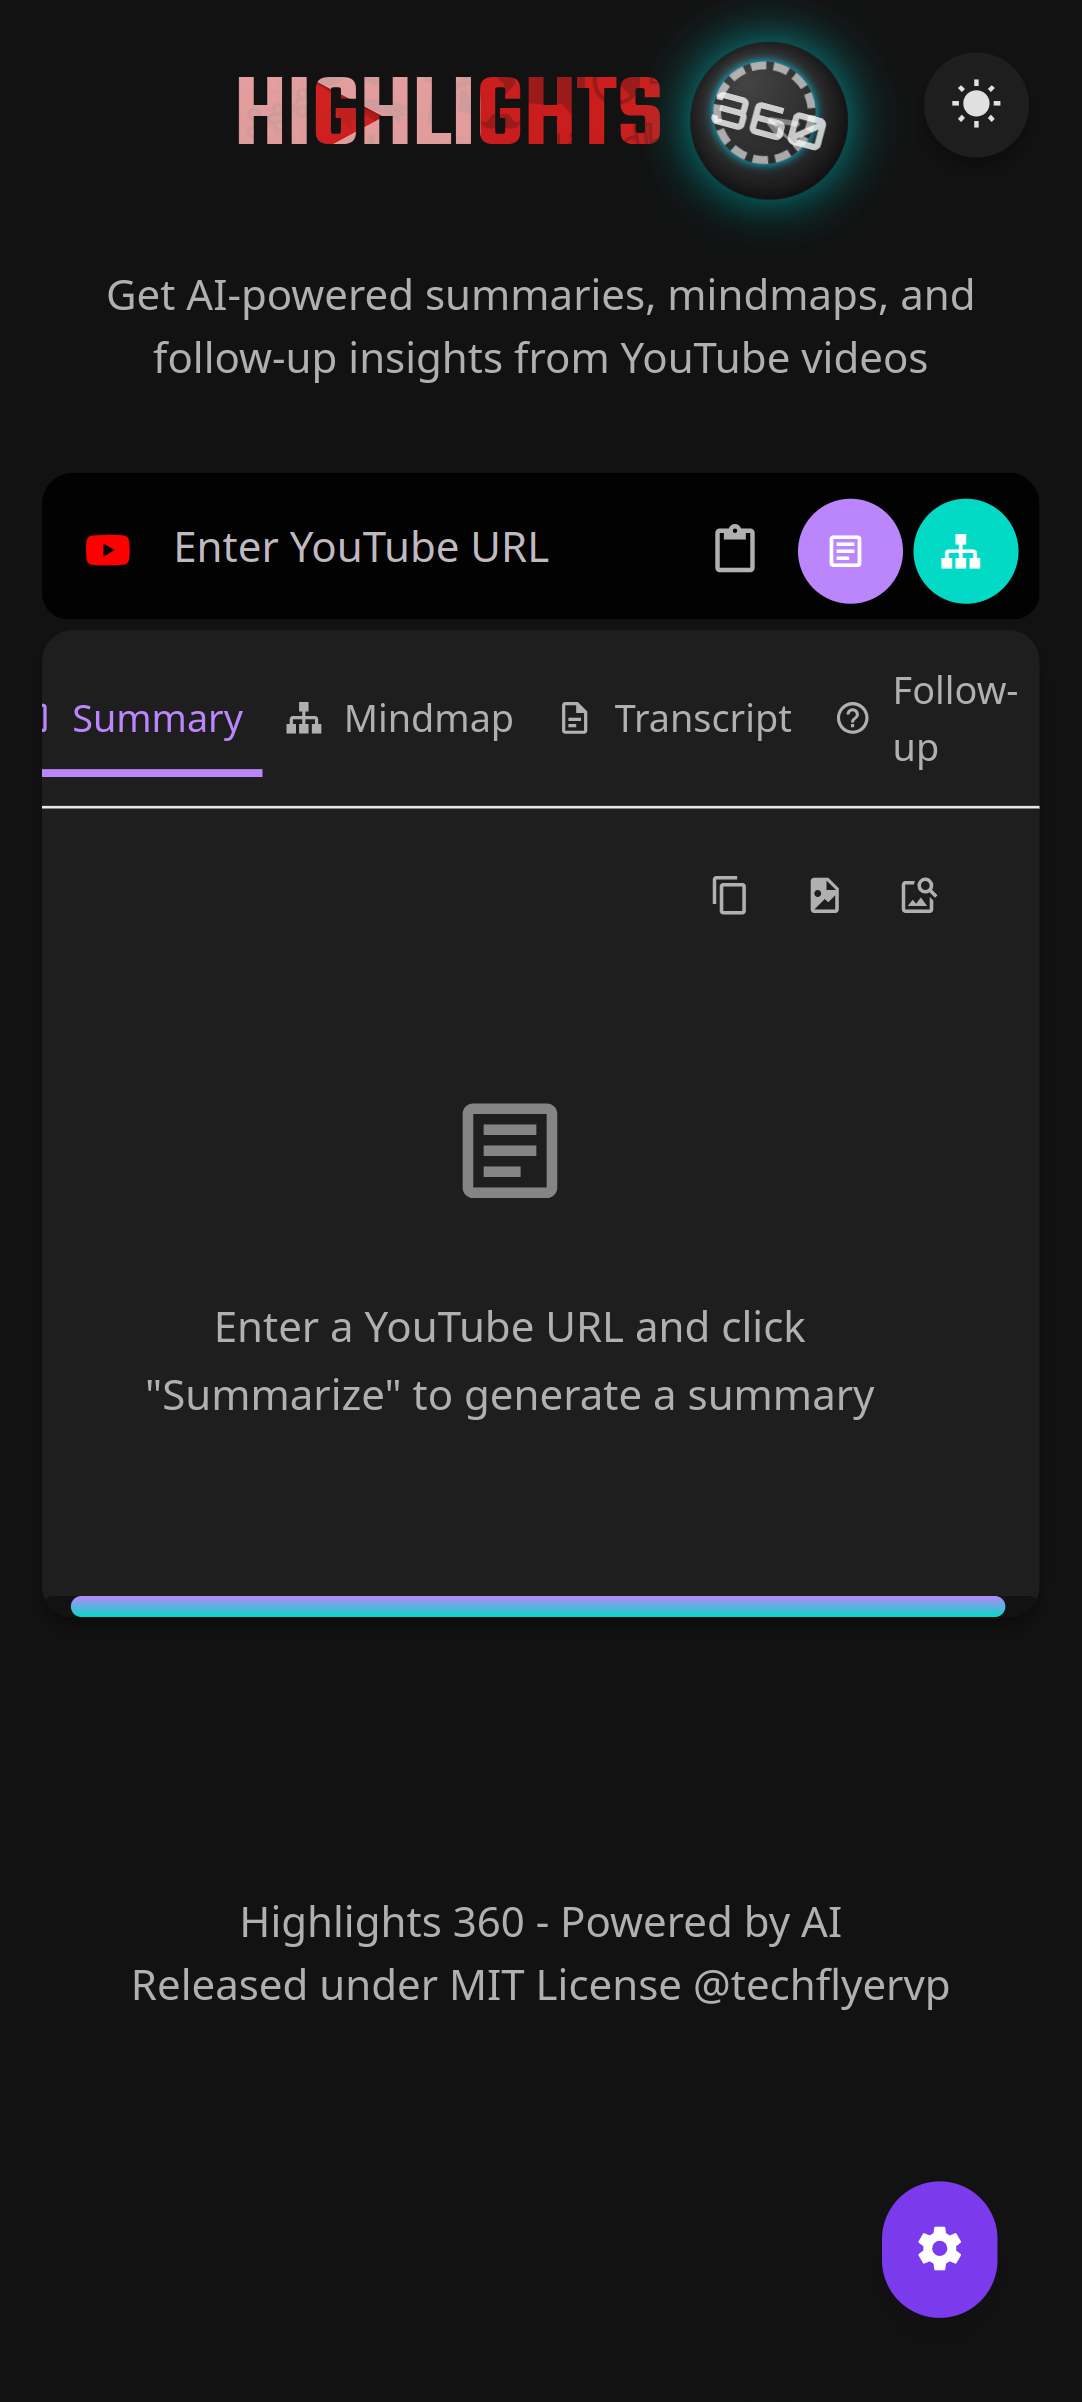 HIGHLIGHTS 360
Get AI-powered summaries, mindmaps, and
follow-up insights from YouTube videos
Enter YouTube URL
Summary Mindmap Transcript Follow-
up
Enter a YouTube URL and click
"Summarize" to generate a summary
Highlights 360 - Powered by AI
Released under MIT License @techflyervp